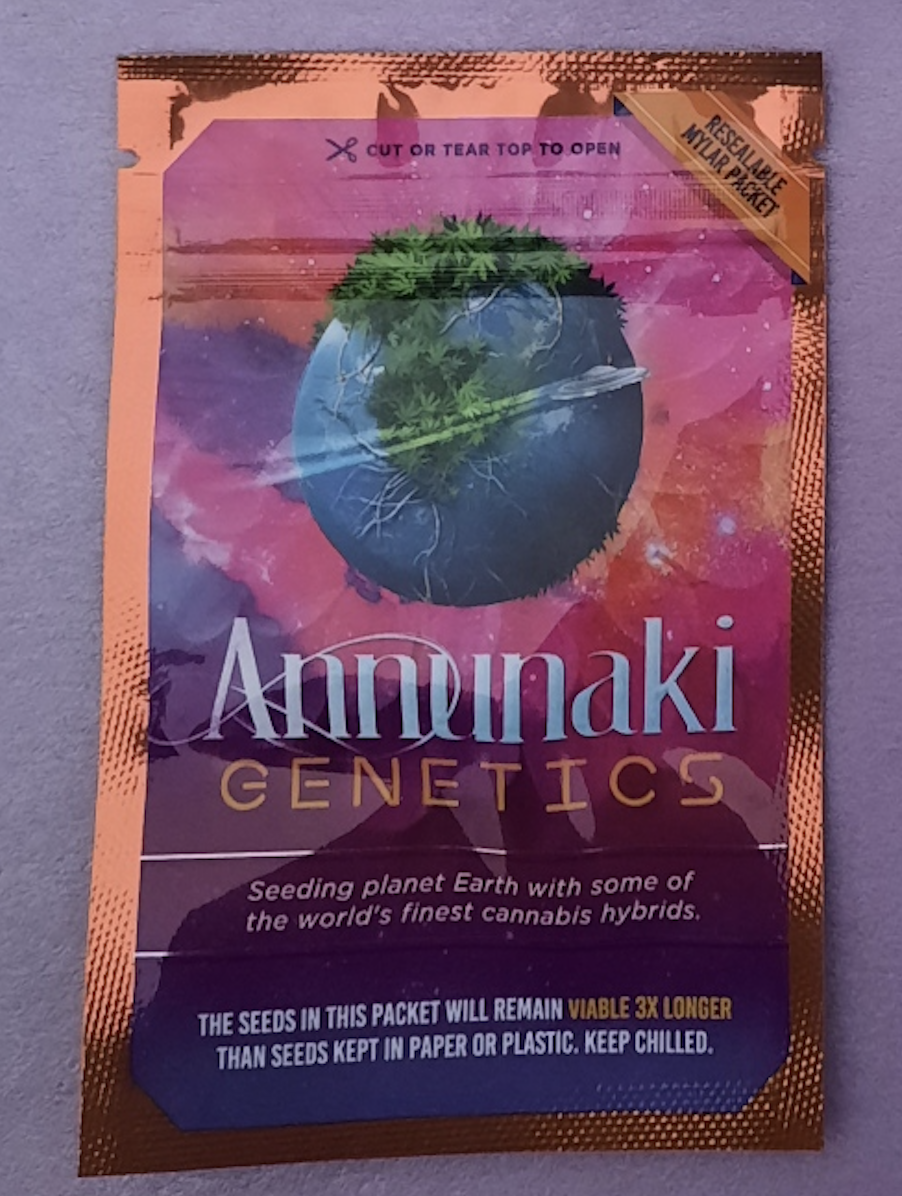 CUT OR TEAR TOP TO OPEN
RESEALABLE
MYLAR PACKET
Annunaki
GENETICS
Seeding planet Earth with some of
the world's finest cannabis hybrids.
THE SEEDS IN THIS PACKET WILL REMAIN VIABLE 3X LONGER
THAN SEEDS KEPT IN PAPER OR PLASTIC. KEEP CHILLED.